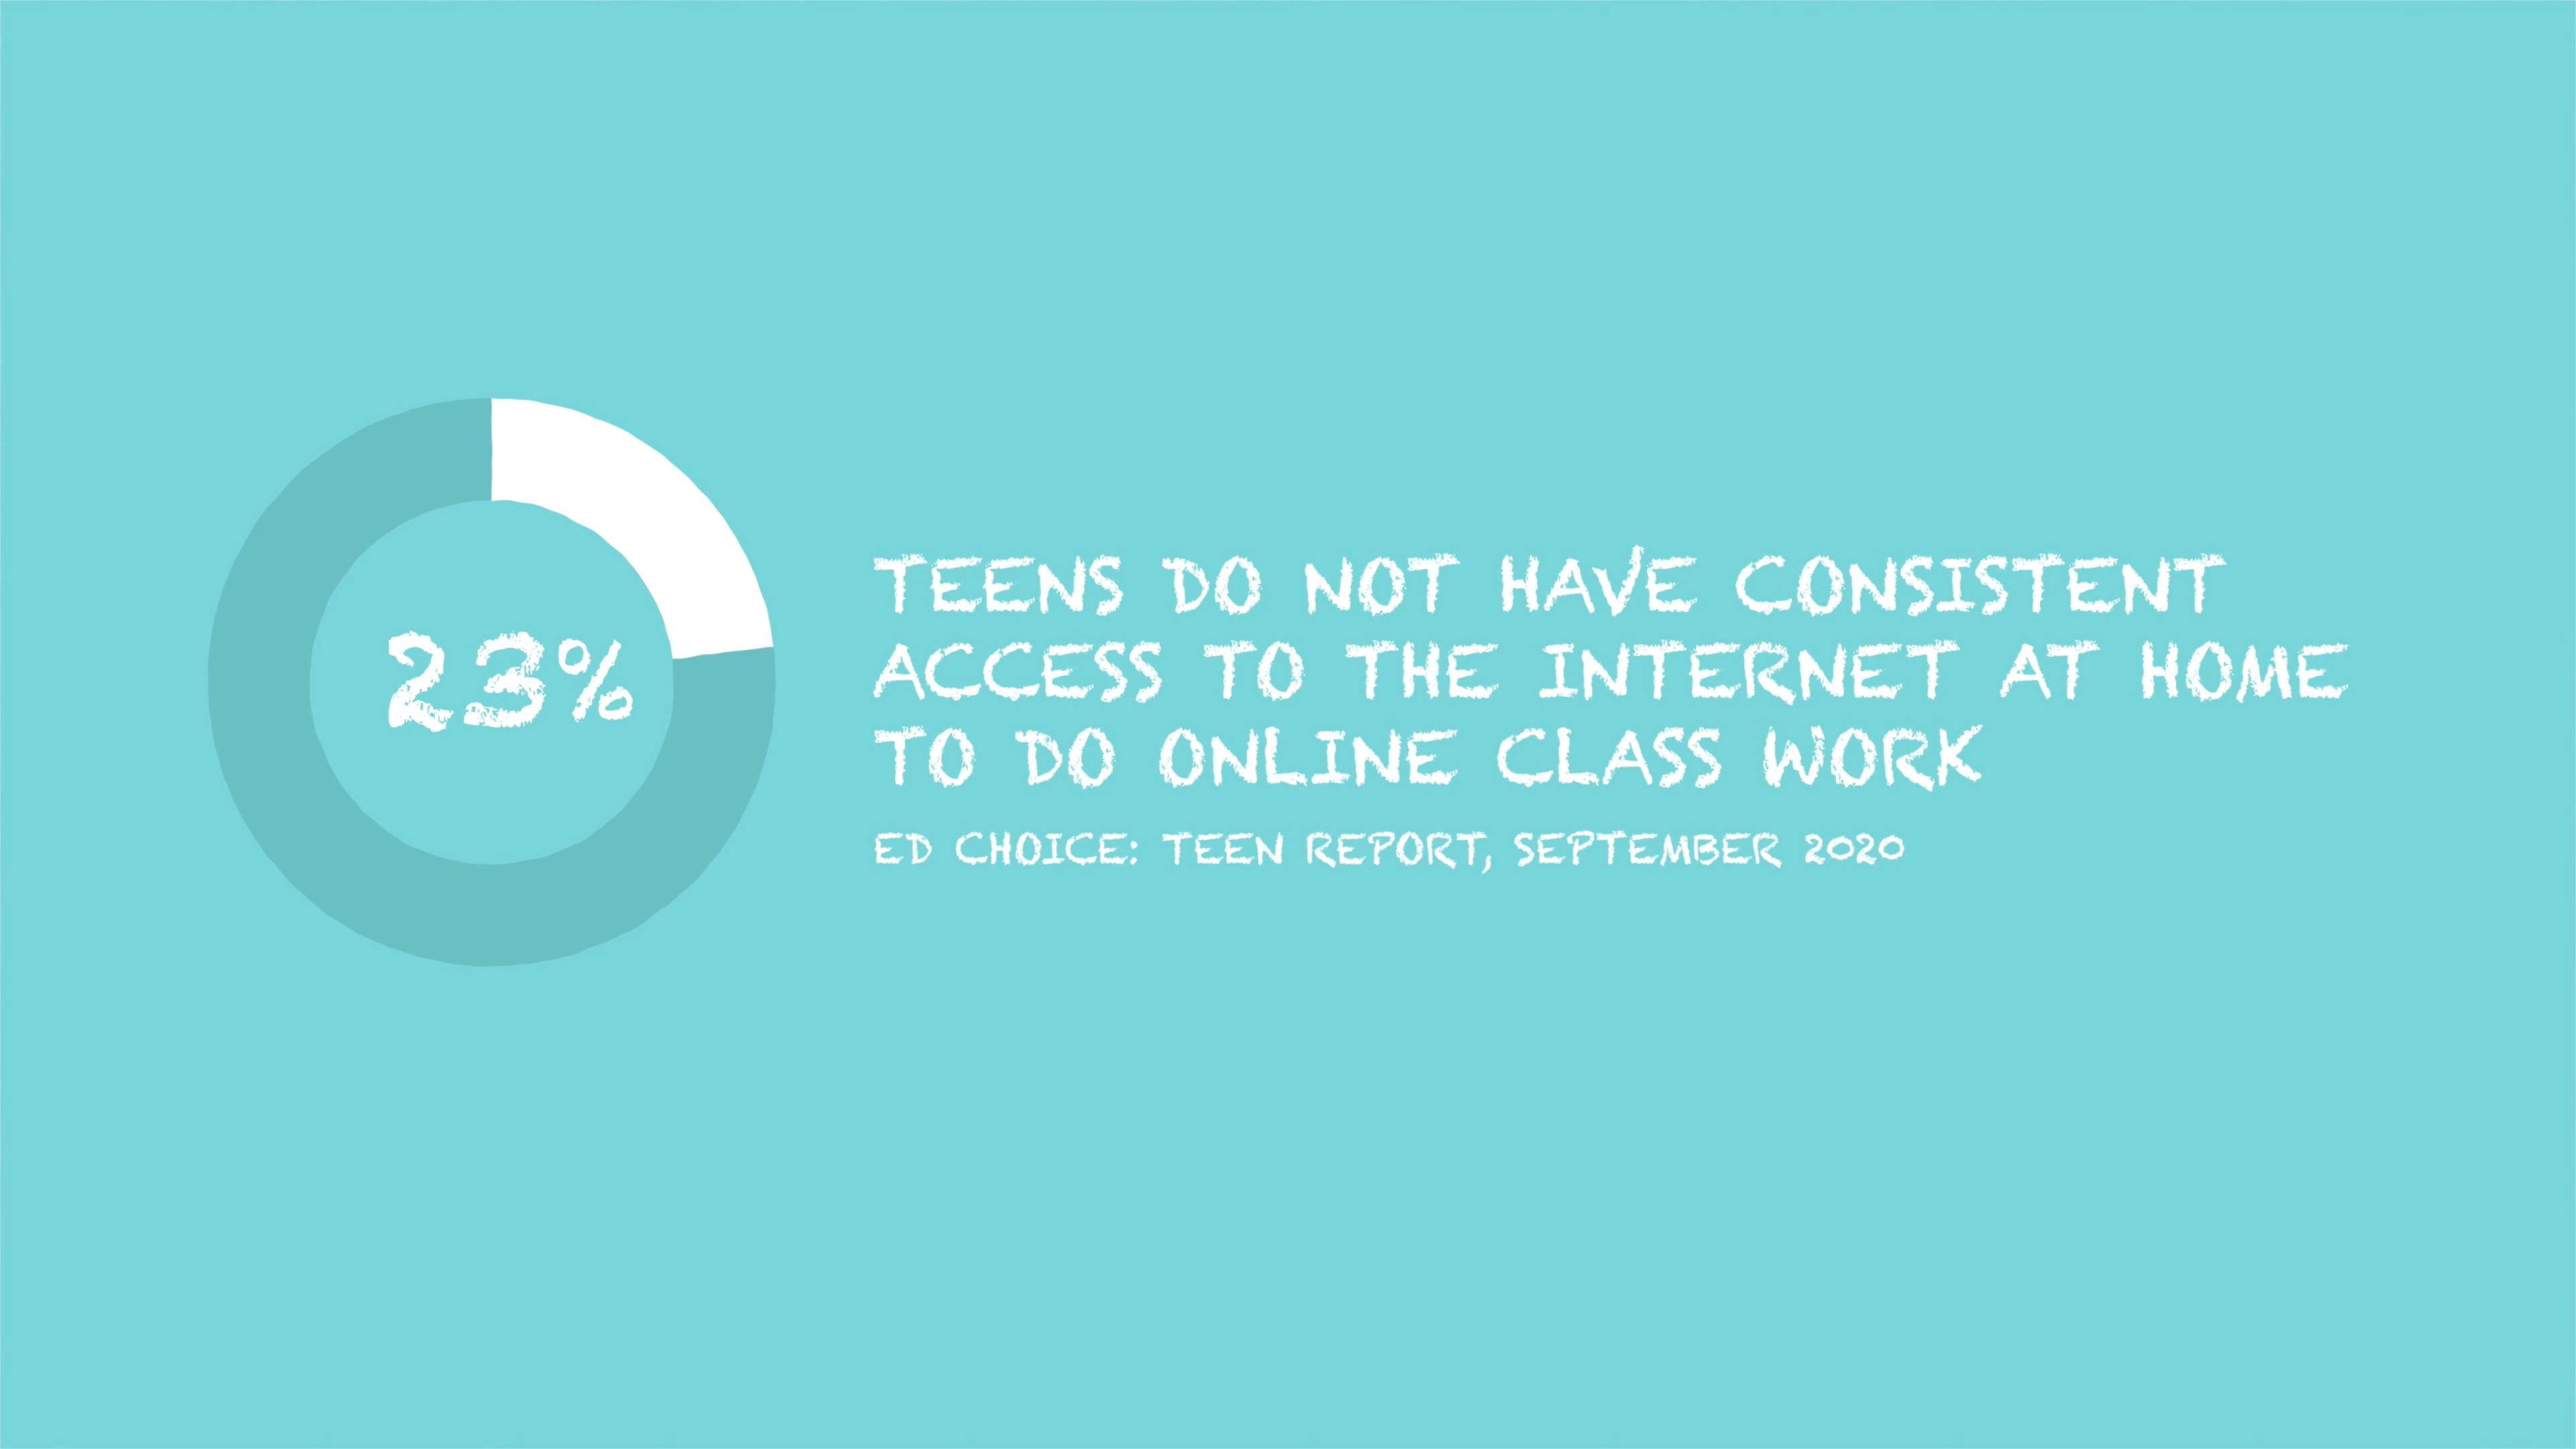 23%
TEENS DO NOT HAVE CONSISTENT
ACCESS TO THE INTERNET AT HOME
TO DO ONLINE CLASS WORK
ED CHOICE: TEEN REPORT, SEPTEMBER 2020